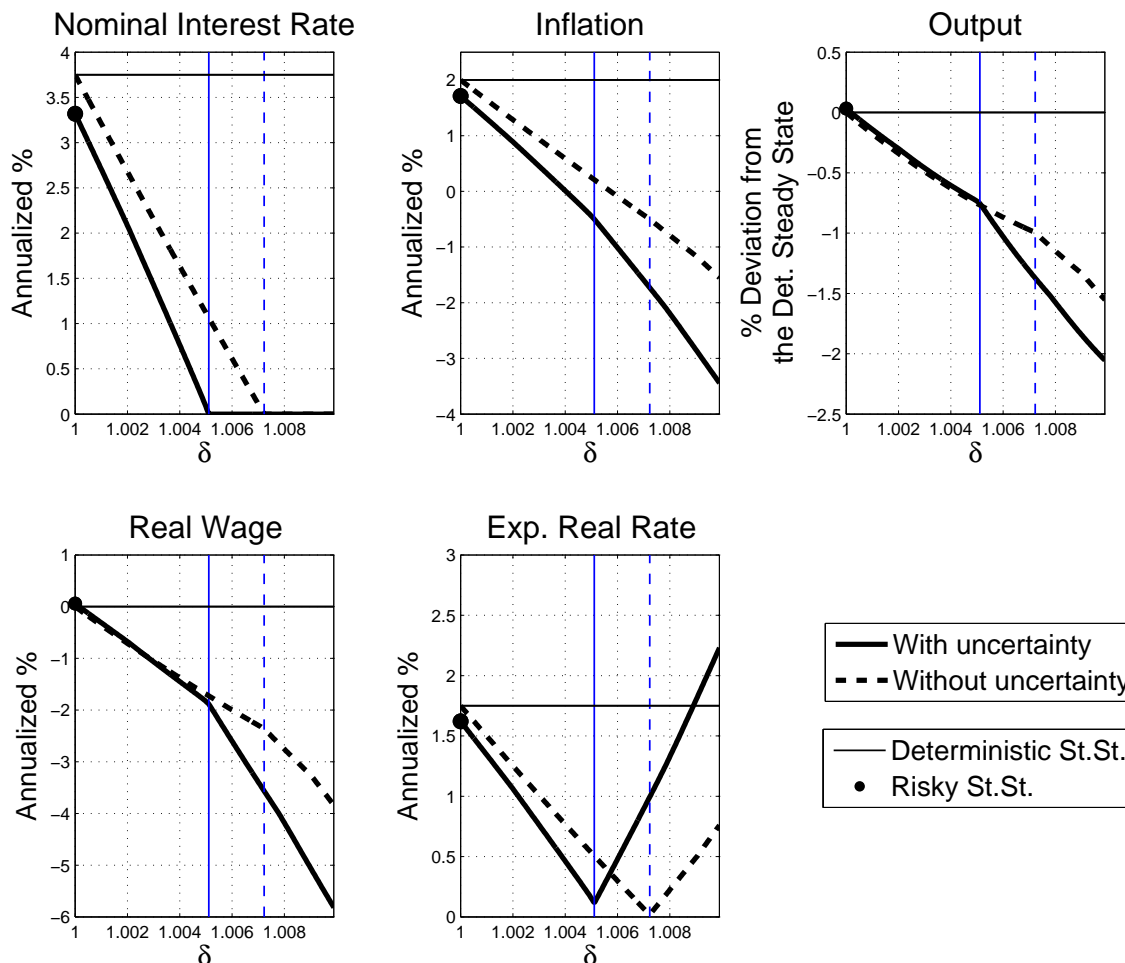 Nominal Interest Rate
Annualized %
4
3.5
3
2.5
2
1.5
1
0.5
0
1 1.002 1.004 1.006 1.008
δ
Inflation
Annualized %
2
1
0
−1
−2
−3
−4
1 1.002 1.004 1.006 1.008
δ
Output
% Deviation from
the Det. Steady State
0.5
0
−0.5
−1
−1.5
−2
−2.5
1 1.002 1.004 1.006 1.008
δ
Real Wage
Annualized %
1
0
−1
−2
−3
−4
−5
−6
1 1.002 1.004 1.006 1.008
δ
Exp. Real Rate
Annualized %
3
2.5
2
1.5
1
0.5
0
1 1.002 1.004 1.006 1.008
δ
With uncertainty
Without uncertainty
Deterministic St.St.
Risky St.St.